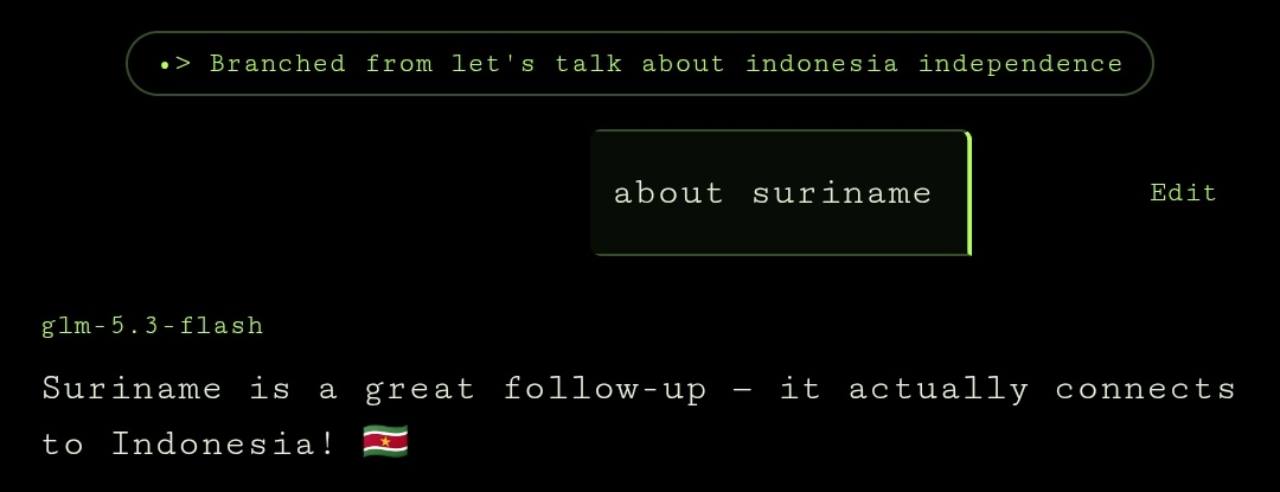 •> Branched from let's talk about indonesia independence
about suriname
Edit
glm-5.3-flash
Suriname is a great follow-up — it actually connects
to Indonesia! 🇸🇷